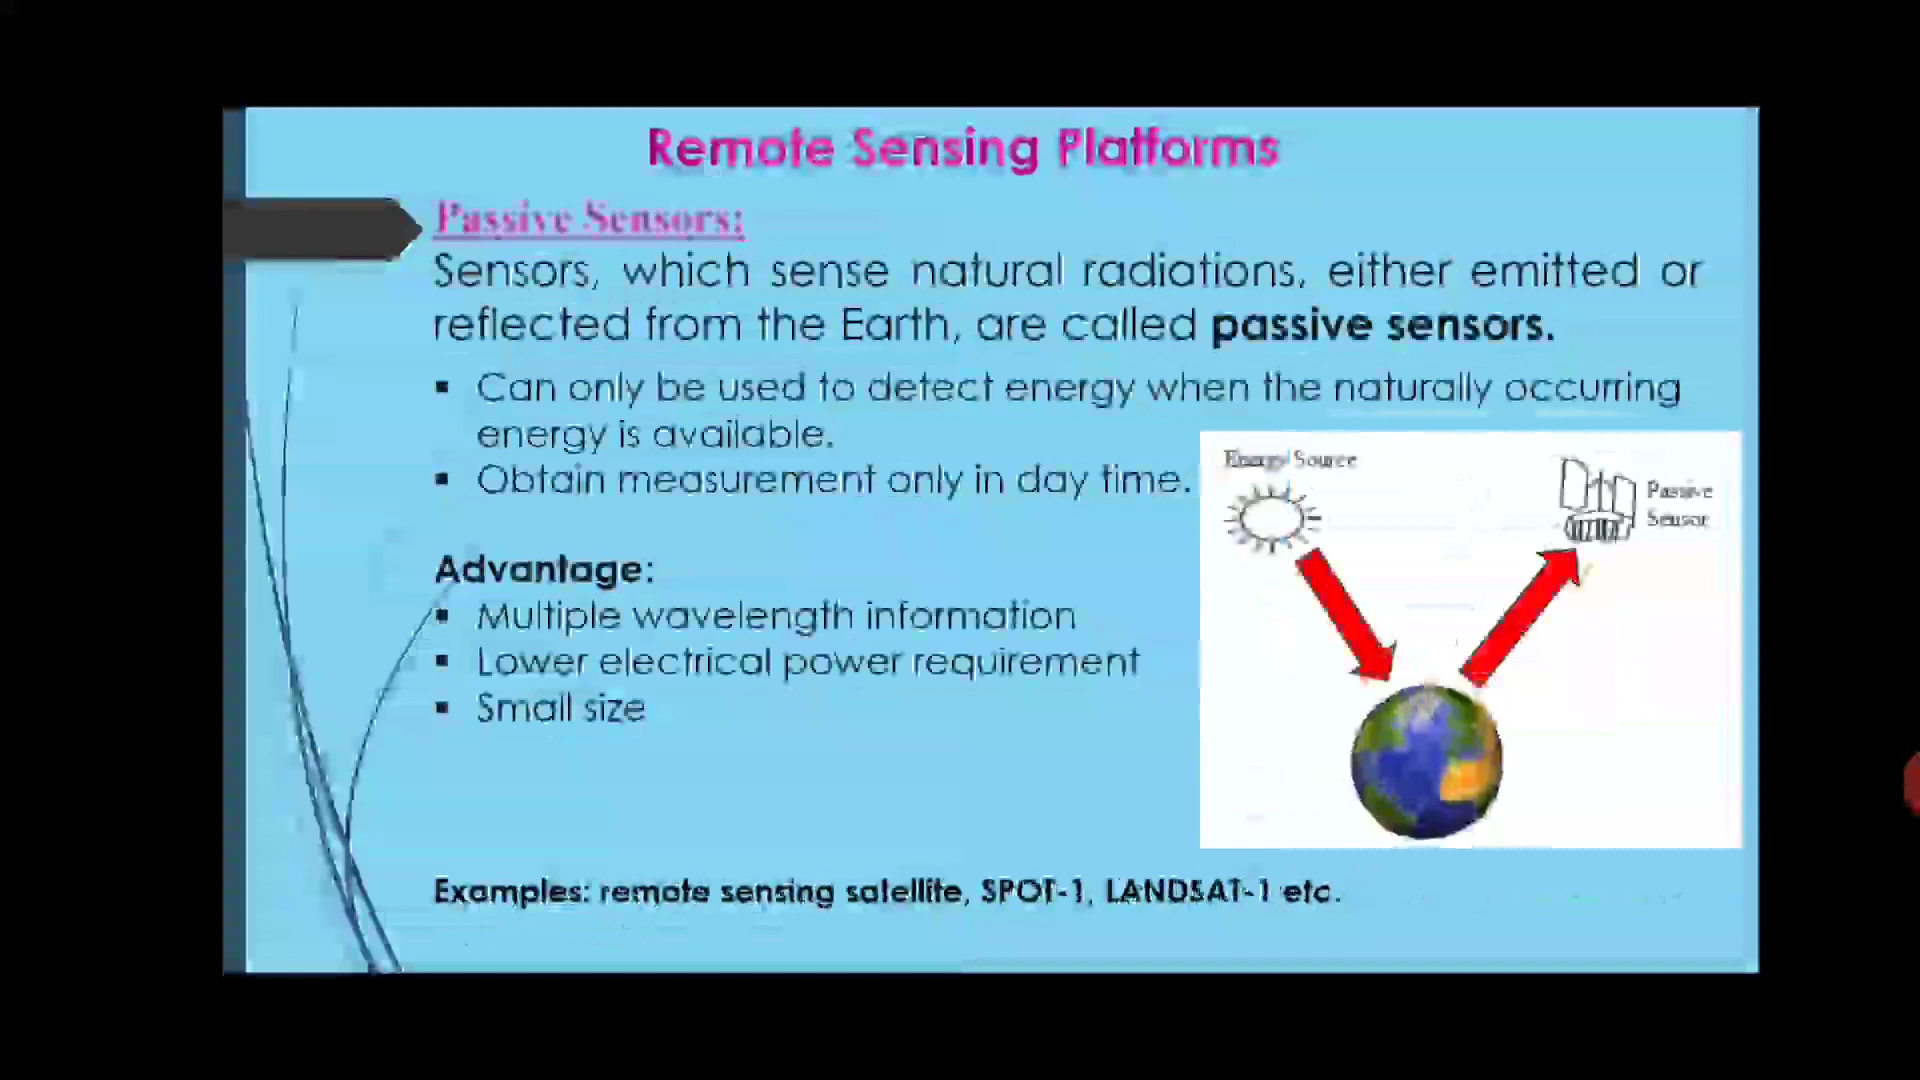 Remote Sensing Platforms
Passive Sensors:
Sensors, which sense natural radiations, either emitted or
reflected from the Earth, are called passive sensors.
▪ Can only be used to detect energy when the naturally occurring
energy is available.
▪ Obtain measurement only in day time.
Energy Source
Passive
Sensor
Advantage:
▪ Multiple wavelength information
▪ Lower electrical power requirement
▪ Small size
Examples: remote sensing satellite, SPOT-1, LANDSAT-1 etc.